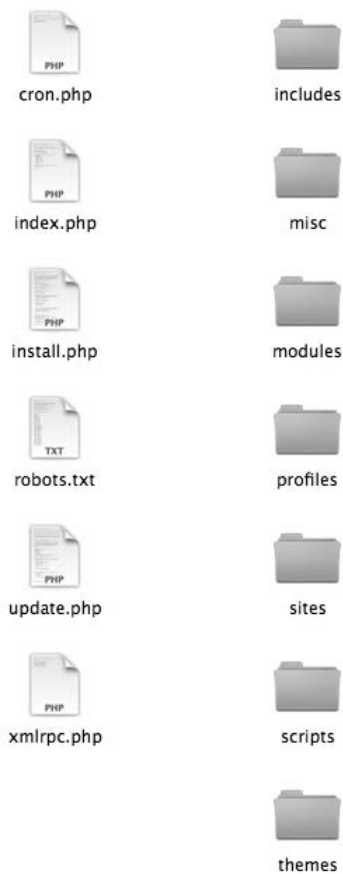 PHP
cron.php
includes
PHP
index.php
misc
PHP
install.php
modules
TXT
robots.txt
profiles
PHP
update.php
sites
PHP
xmlrpc.php
scripts
themes